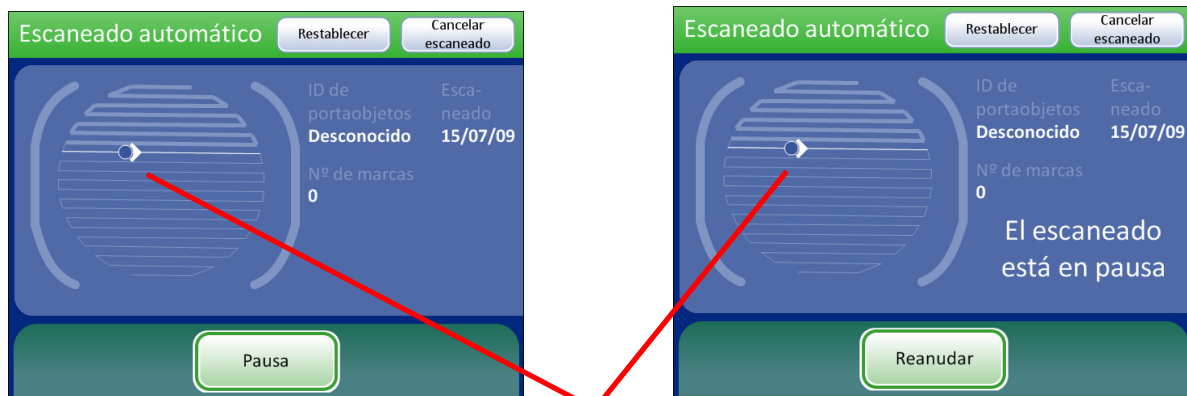 Escaneado automático
Restablecer
Cancelar
escaneado
ID de
portaobjetos
Desconocido
Esca-
neado
15/07/09
Nº de marcas
0
Pausa
Escaneado automático
Restablecer
Cancelar
escaneado
ID de
portaobjetos
Desconocido
Esca-
neado
15/07/09
Nº de marcas
0
El escaneado
está en pausa
Reanudar